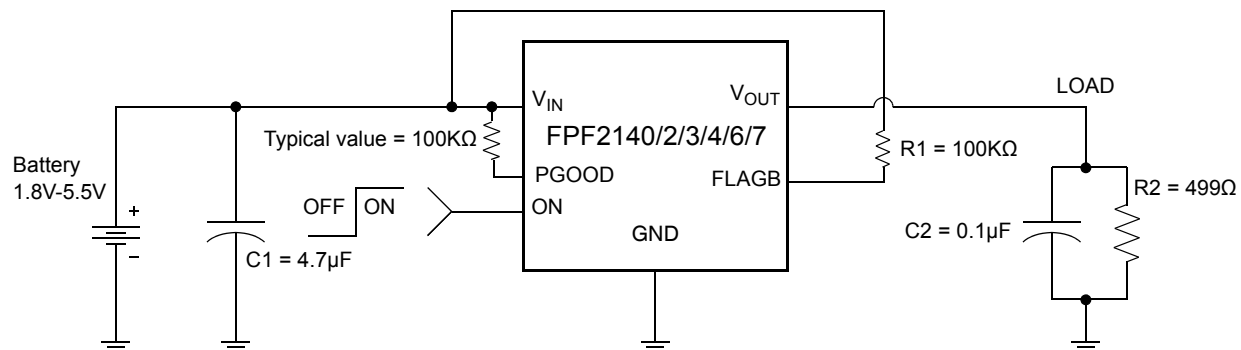 LOAD
V_IN
V_OUT
FPF2140/2/3/4/6/7
Typical value = 100KΩ
R1 = 100KΩ
Battery
1.8V-5.5V
PGOOD
FLAGB
R2 = 499Ω
OFF
ON
ON
+
−
GND
C2 = 0.1µF
C1 = 4.7µF